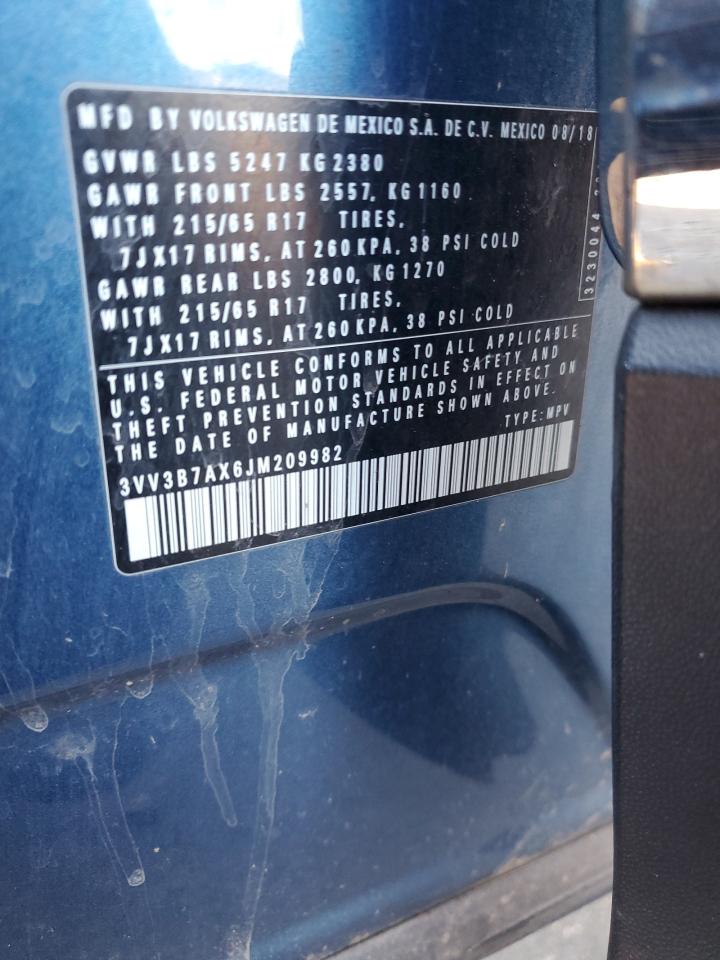 MFD BY VOLKSWAGEN DE MEXICO S.A. DE C.V. MEXICO 08/18
GVWR LBS 5247 KG 2380
GAWR FRONT LBS 2557, KG 1160
WITH 215/65 R17 TIRES,
7JX17 RIMS, AT 260 KPA, 38 PSI COLD
GAWR REAR LBS 2800, KG 1270
WITH 215/65 R17 TIRES,
7JX17 RIMS, AT 260 KPA, 38 PSI COLD
THIS VEHICLE CONFORMS TO ALL APPLICABLE
U.S. FEDERAL MOTOR VEHICLE SAFETY AND
THEFT PREVENTION STANDARDS IN EFFECT ON
THE DATE OF MANUFACTURE SHOWN ABOVE.
TYPE: MPV
3VV3B7AX6JM209982
3230044